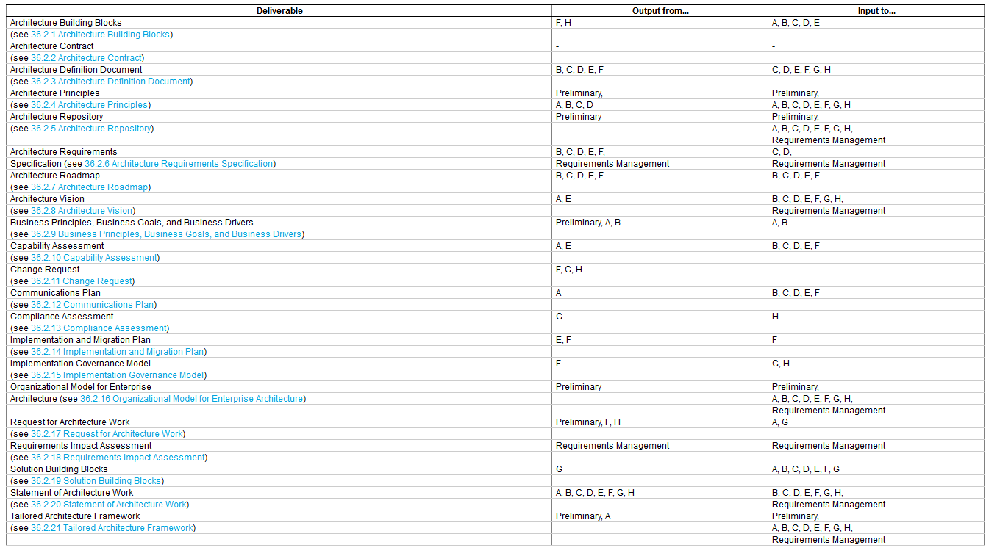 Deliverable Output from... Input to...
Architecture Building Blocks F, H A, B, C, D, E
(see 36.2.1 Architecture Building Blocks)
Architecture Contract - -
(see 36.2.2 Architecture Contract)
Architecture Definition Document B, C, D, E, F C, D, E, F, G, H
(see 36.2.3 Architecture Definition Document)
Architecture Principles Preliminary, Preliminary,
(see 36.2.4 Architecture Principles) A, B, C, D A, B, C, D, E, F, G, H
Architecture Repository Preliminary Preliminary,
(see 36.2.5 Architecture Repository) A, B, C, D, E, F, G, H,
Requirements Management
Architecture Requirements B, C, D, E, F, C, D,
Specification (see 36.2.6 Architecture Requirements Specification) Requirements Management Requirements Management
Architecture Roadmap B, C, D, E, F B, C, D, E, F
(see 36.2.7 Architecture Roadmap)
Architecture Vision A, E B, C, D, E, F, G, H,
(see 36.2.8 Architecture Vision) Requirements Management
Business Principles, Business Goals, and Business Drivers Preliminary, A, B A, B
(see 36.2.9 Business Principles, Business Goals, and Business Drivers)
Capability Assessment A, E B, C, D, E, F
(see 36.2.10 Capability Assessment)
Change Request F, G, H -
(see 36.2.11 Change Request)
Communications Plan A B, C, D, E, F
(see 36.2.12 Communications Plan)
Compliance Assessment G H
(see 36.2.13 Compliance Assessment)
Implementation and Migration Plan E, F F
(see 36.2.14 Implementation and Migration Plan)
Implementation Governance Model F G, H
(see 36.2.15 Implementation Governance Model)
Organizational Model for Enterprise Preliminary Preliminary,
Architecture (see 36.2.16 Organizational Model for Enterprise Architecture) A, B, C, D, E, F, G, H,
Requirements Management
Request for Architecture Work Preliminary, F, H A, G
(see 36.2.17 Request for Architecture Work)
Requirements Impact Assessment Requirements Management Requirements Management
(see 36.2.18 Requirements Impact Assessment)
Solution Building Blocks G A, B, C, D, E, F, G
(see 36.2.19 Solution Building Blocks)
Statement of Architecture Work A, B, C, D, E, F, G, H B, C, D, E, F, G, H,
(see 36.2.20 Statement of Architecture Work) Requirements Management
Tailored Architecture Framework Preliminary, A Preliminary,
(see 36.2.21 Tailored Architecture Framework) A, B, C, D, E, F, G, H,
Requirements Management